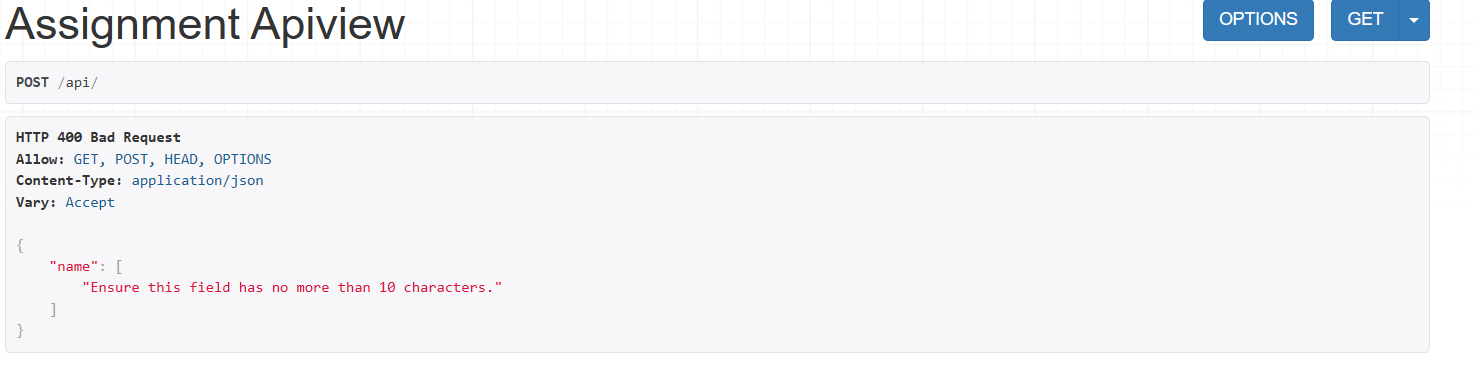 Assignment Apiview
OPTIONS
GET
POST /api/
HTTP 400 Bad Request
Allow: GET, POST, HEAD, OPTIONS
Content-Type: application/json
Vary: Accept
{
    "name": [
        "Ensure this field has no more than 10 characters."
    ]
}